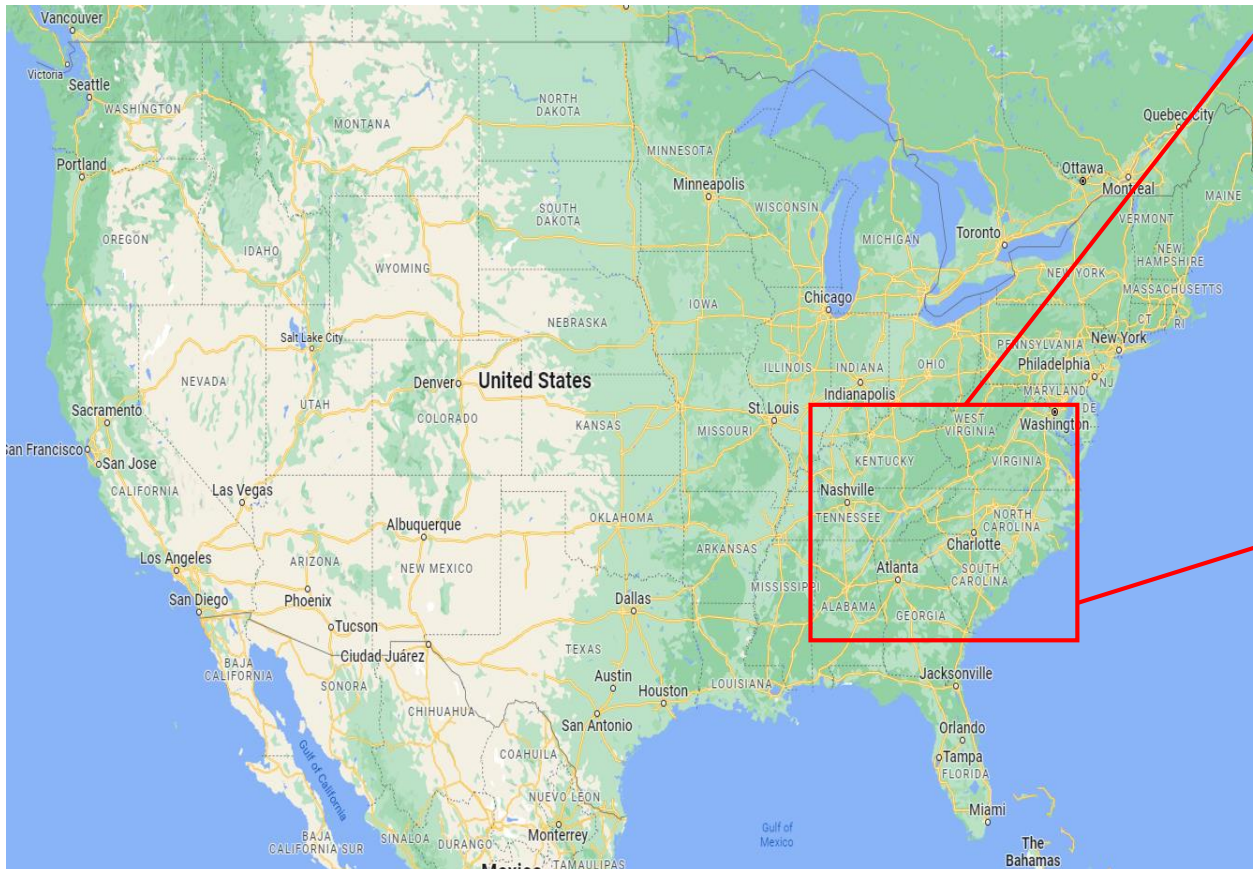 Vancouver
Victoria
Seattle
WASHINGTON
Portland
OREGON
IDAHO
MONTANA
NORTH
DAKOTA
SOUTH
DAKOTA
WYOMING
MINNESOTA
Minneapolis
WISCONSIN
MICHIGAN
Ottawa
Quebec City
Montreal
MAINE
VERMONT
NEW
HAMPSHIRE
Toronto
NEW YORK
MASSACHUSETTS
CT
RI
Chicago
IOWA
NEBRASKA
Salt Lake City
NEVADA
UTAH
Denver
COLORADO
United States
KANSAS
ILLINOIS
INDIANA
Indianapolis
OHIO
PENNSYLVANIA
New York
Philadelphia
MARYLAND
NJ
DE
Washington
WEST
VIRGINIA
VIRGINIA
Sacramento
San Francisco
San Jose
CALIFORNIA
Las Vegas
St. Louis
MISSOURI
KENTUCKY
Nashville
TENNESSEE
NORTH
CAROLINA
Charlotte
SOUTH
CAROLINA
Albuquerque
OKLAHOMA
ARKANSAS
Los Angeles
ARIZONA
NEW MEXICO
San Diego
Phoenix
Tucson
Dallas
MISSISSIPPI
ALABAMA
Atlanta
GEORGIA
Ciudad Juárez
TEXAS
BAJA
CALIFORNIA
SONORA
CHIHUAHUA
Austin
Houston
San Antonio
LOUISIANA
Jacksonville
Orlando
Tampa
FLORIDA
Miami
Gulf of California
COAHUILA
NUEVO LEON
Monterrey
BAJA
CALIFORNIA SUR
SINALOA
DURANGO
TAMAULIPAS
Mexico
Gulf of
Mexico
The
Bahamas